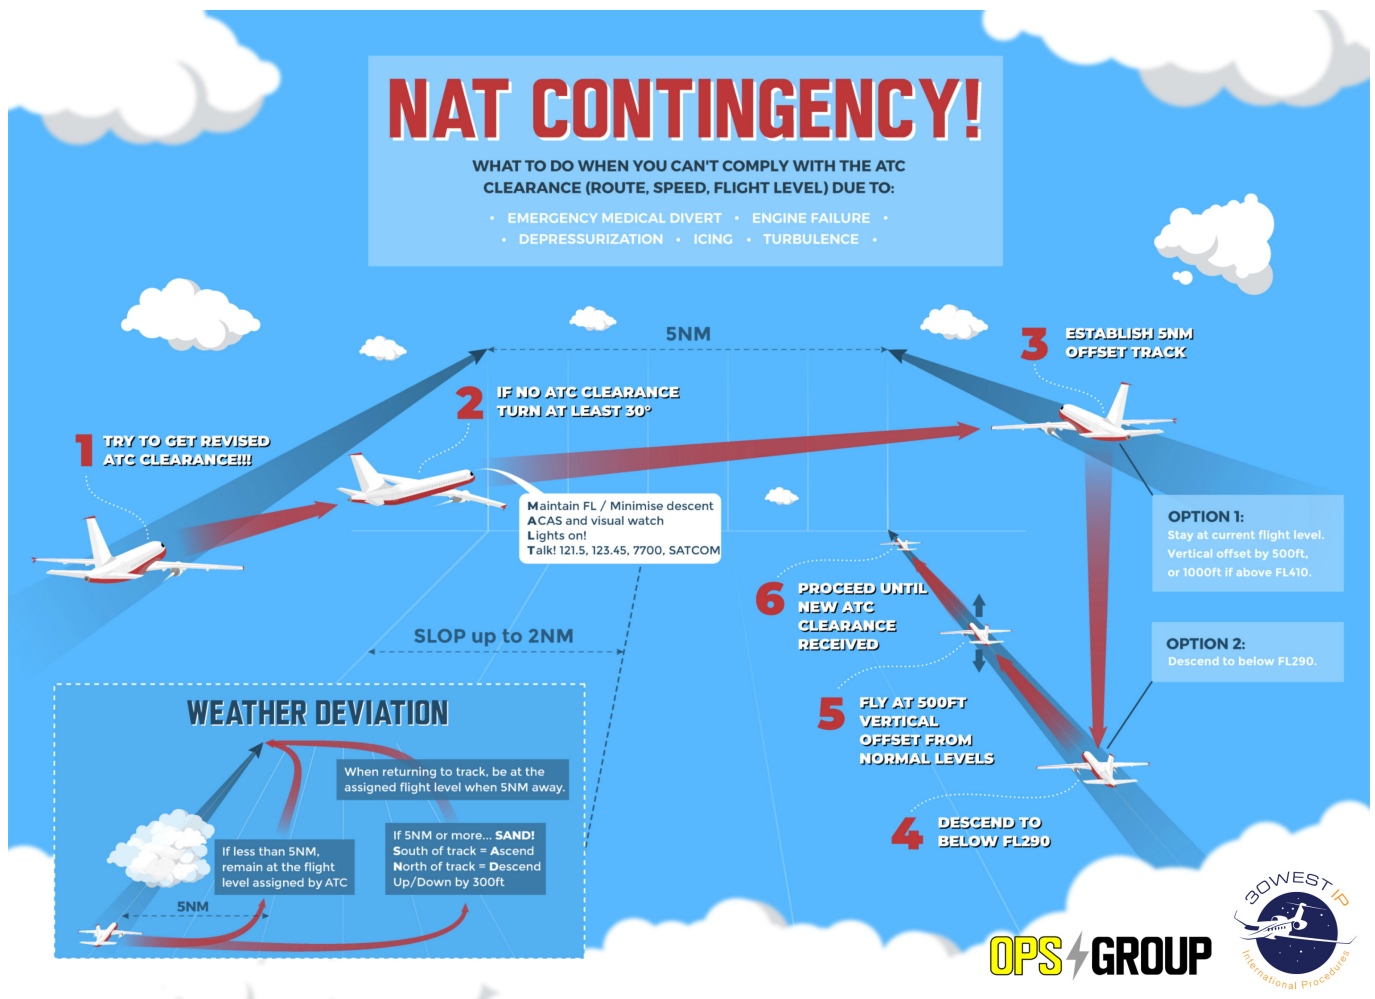 NAT CONTINGENCY!
WHAT TO DO WHEN YOU CAN'T COMPLY WITH THE ATC
CLEARANCE (ROUTE, SPEED, FLIGHT LEVEL) DUE TO:
• EMERGENCY MEDICAL DIVERT • ENGINE FAILURE •
• DEPRESSURIZATION • ICING • TURBULENCE •
1 TRY TO GET REVISED
ATC CLEARANCE!!!
2 IF NO ATC CLEARANCE
TURN AT LEAST 30°
Maintain FL / Minimise descent
ACAS and visual watch
Lights on!
Talk! 121.5, 123.45, 7700, SATCOM
5NM
3 ESTABLISH 5NM
OFFSET TRACK
OPTION 1:
Stay at current flight level.
Vertical offset by 500ft,
or 1000ft if above FL410.
OPTION 2:
Descend to below FL290.
4 DESCEND TO
BELOW FL290
5 FLY AT 500FT
VERTICAL
OFFSET FROM
NORMAL LEVELS
6 PROCEED UNTIL
NEW ATC
CLEARANCE
RECEIVED
SLOP up to 2NM
WEATHER DEVIATION
When returning to track, be at the
assigned flight level when 5NM away.
If less than 5NM,
remain at the flight
level assigned by ATC
If 5NM or more... SAND!
South of track = Ascend
North of track = Descend
Up/Down by 300ft
5NM
OPS GROUP
30WEST IP
International Procedures